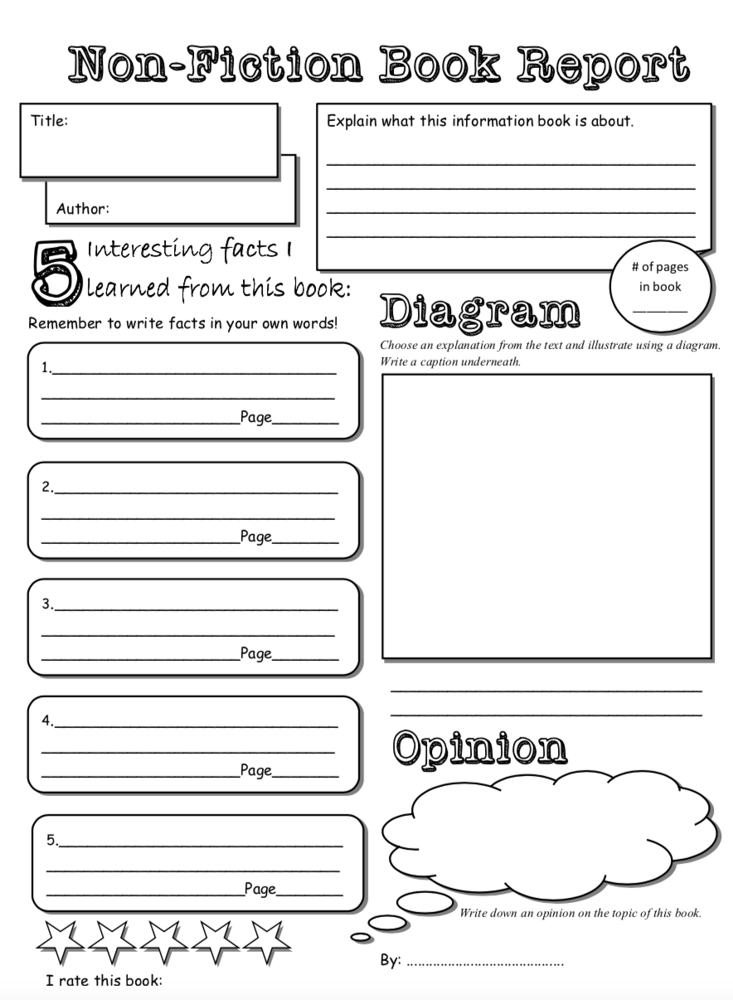 Non-Fiction Book Report
Title:
Author:
Explain what this information book is about.
# of pages
in book
5 Interesting facts I
learned from this book:
Remember to write facts in your own words!
1.
Page
2.
Page
3.
Page
4.
Page
5.
Page
I rate this book:
Diagram
Choose an explanation from the text and illustrate using a diagram.
Write a caption underneath.
Opinion
Write down an opinion on the topic of this book.
By: ..........................................